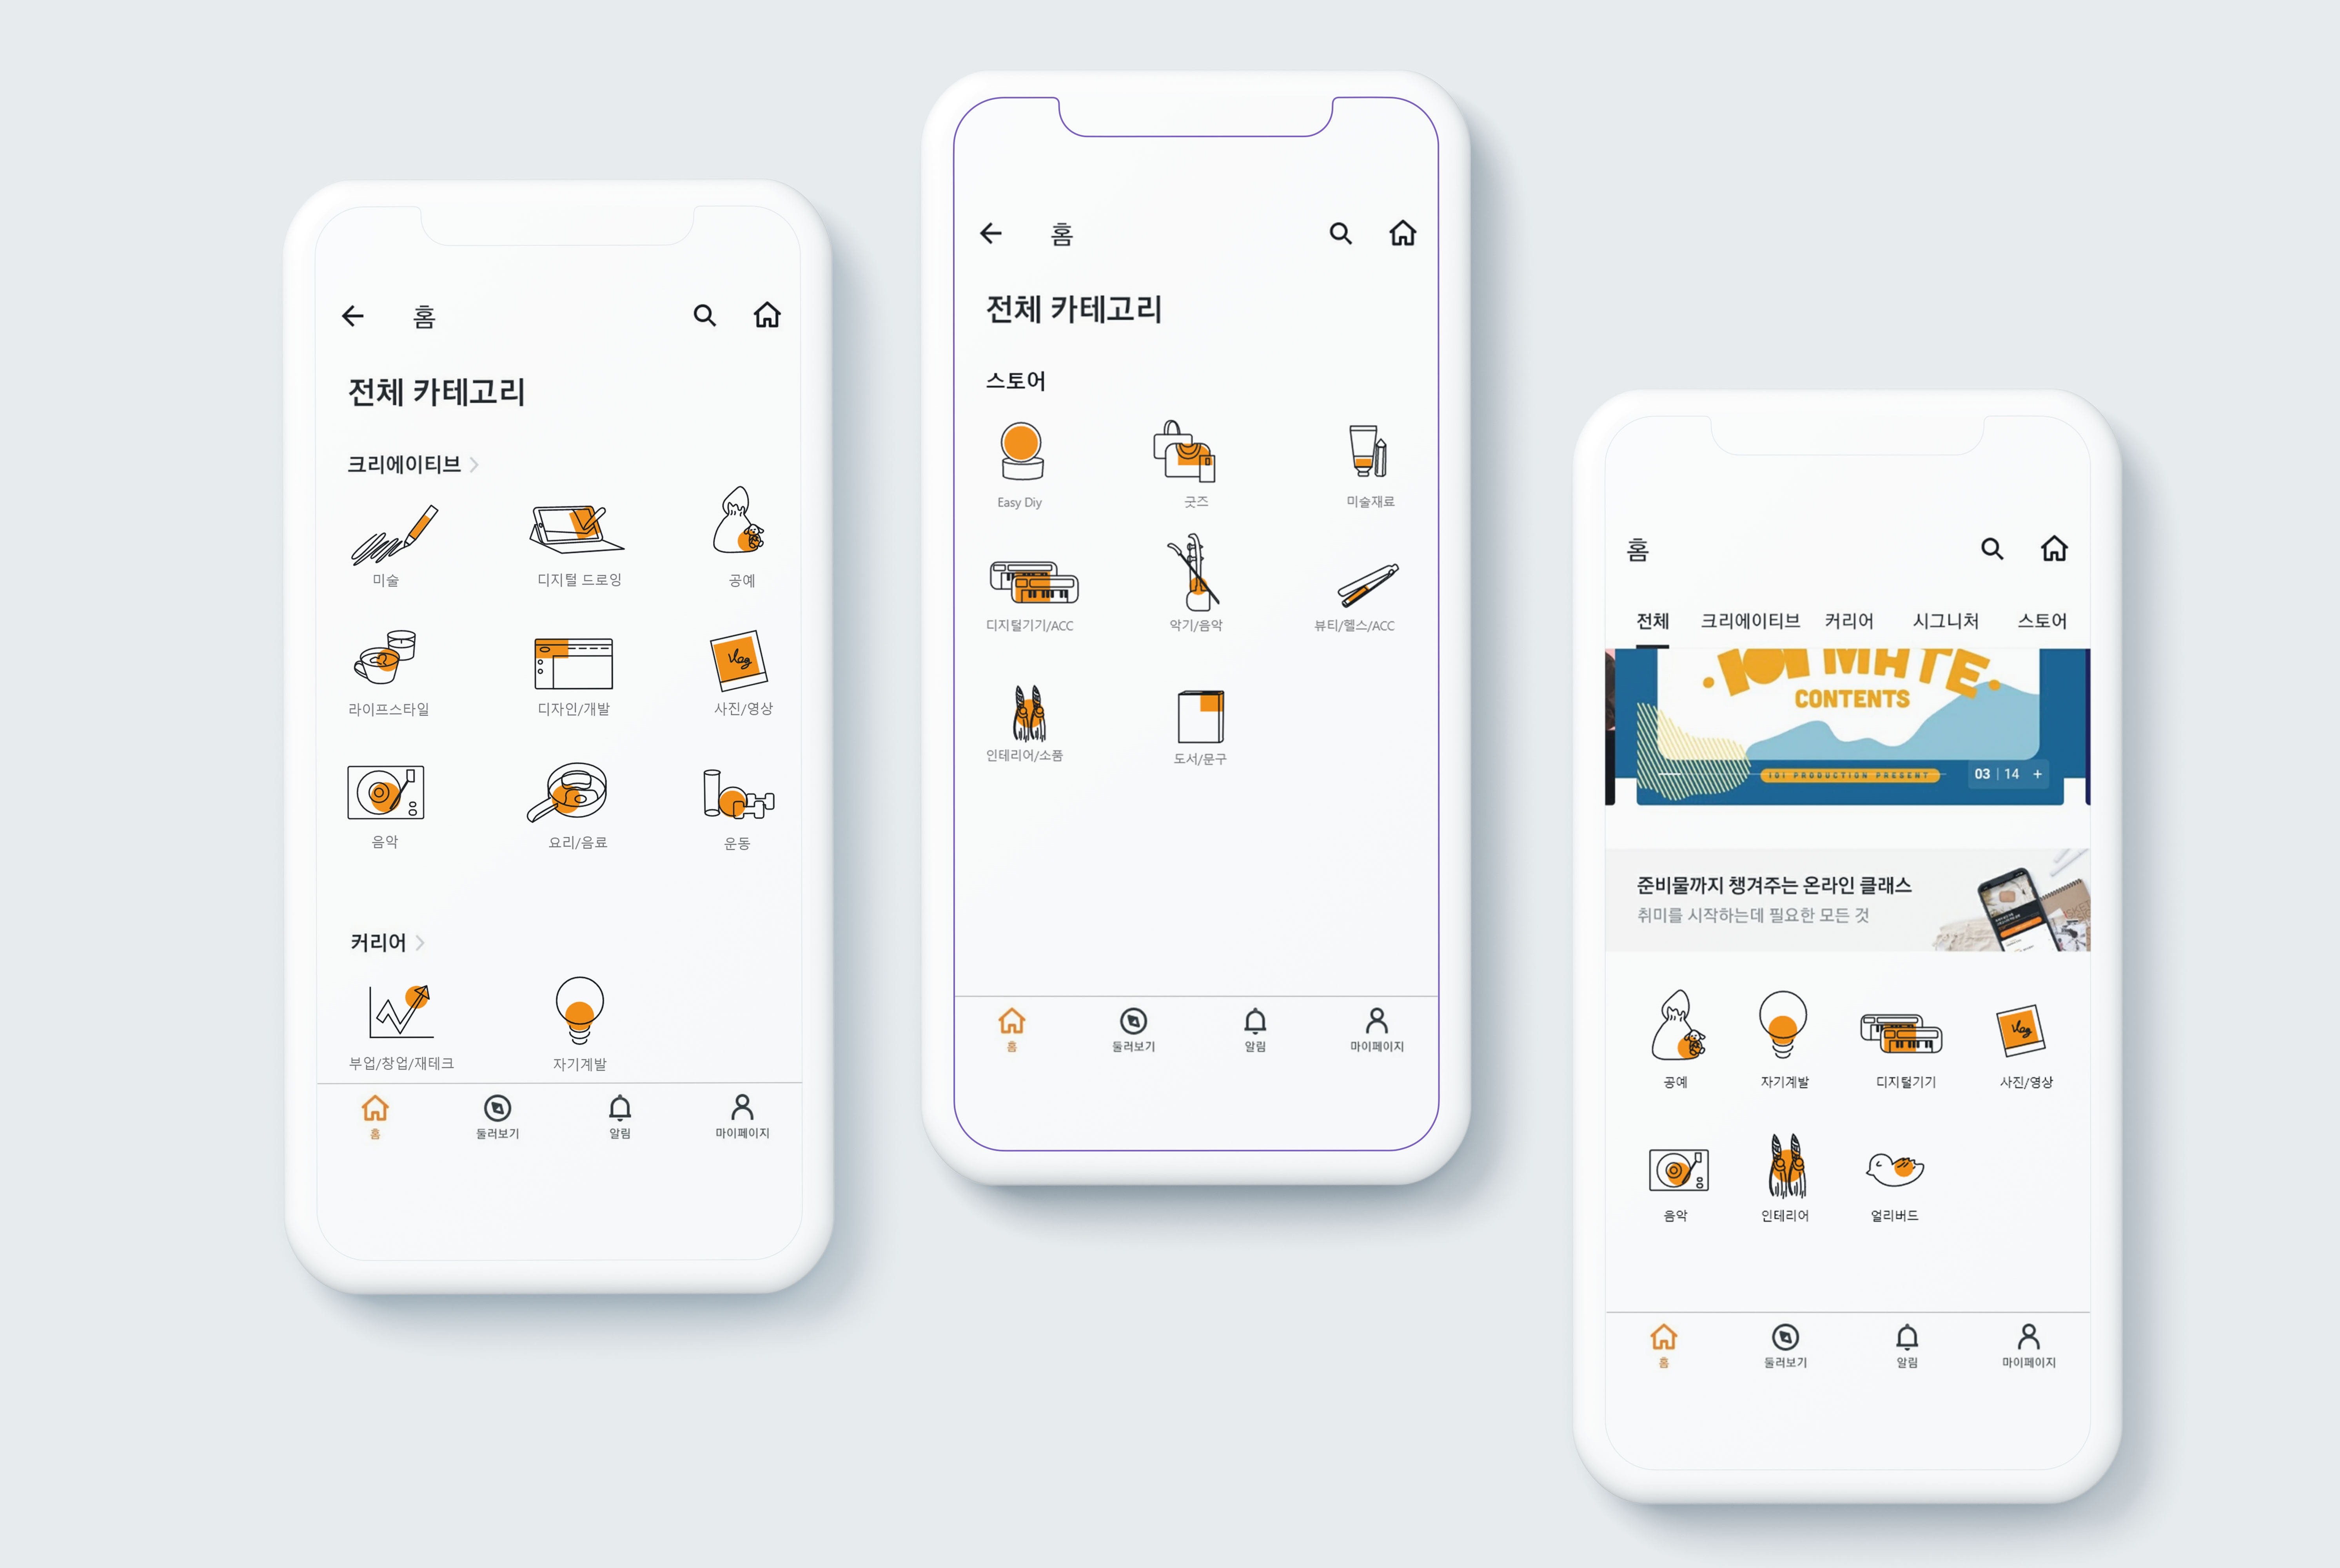 홈
전체 카테고리
크리에이티브
미술
디지털 드로잉
공예
라이프스타일
디자인/개발
Vlog
사진/영상
음악
요리/음료
운동
커리어
부업/창업/재테크
자기계발
홈
둘러보기
알림
마이페이지
홈
전체 카테고리
스토어
Easy Diy
굿즈
미술재료
디지털기기/ACC
악기/음악
뷰티/헬스/ACC
인테리어/소품
도서/문구
홈
둘러보기
알림
마이페이지
홈
전체 크리에이티브 커리어 시그니처 스토어
101 MATE
CONTENTS
101 PRODUCTION PRESENT
03 | 14 +
준비물까지 챙겨주는 온라인 클래스
취미를 시작하는데 필요한 모든 것
공예
자기계발
디지털기기
Vlog
사진/영상
음악
인테리어
얼리버드
홈
둘러보기
알림
마이페이지